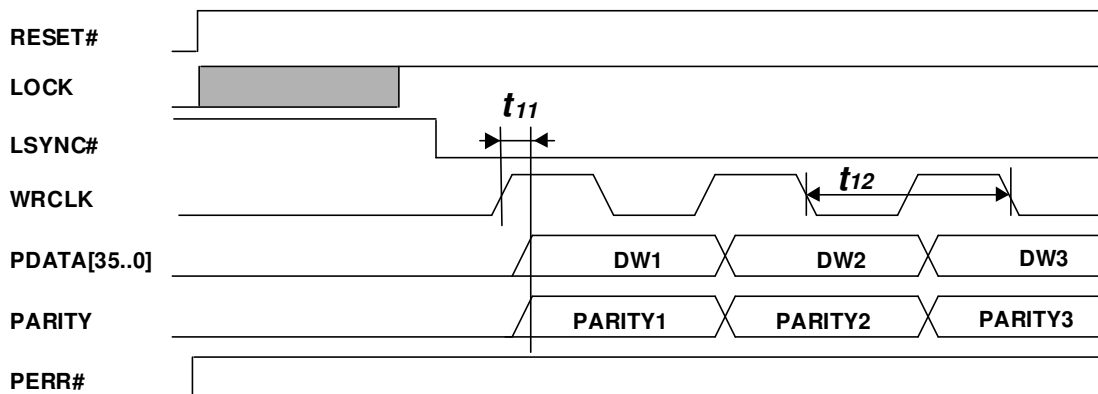 RESET#
LOCK
t11
LSYNC#
WRCLK
t12
PDATA[35..0]
DW1 DW2 DW3
PARITY
PARITY1 PARITY2 PARITY3
PERR#